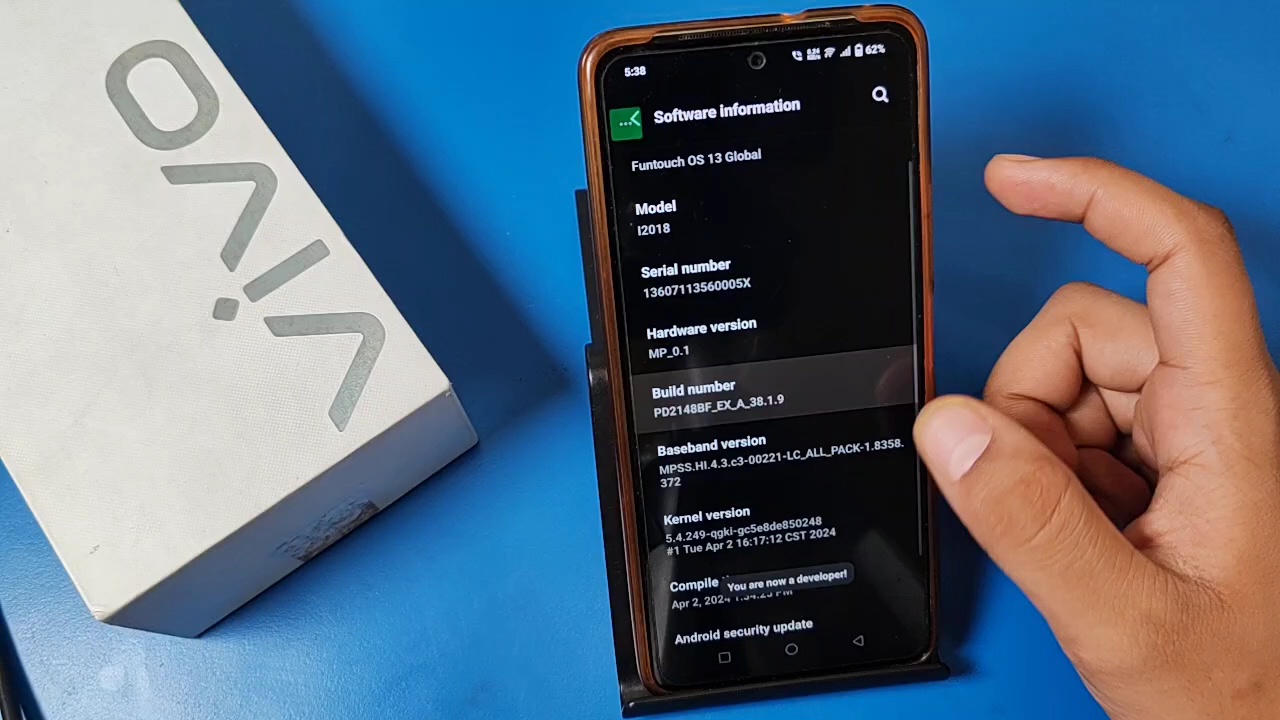 vivo
5:38
62%
Software information
Funtouch OS 13 Global
Model
I2018
Serial number
13607113560005X
Hardware version
MP_0.1
Build number
PD2148BF_EX_A_38.1.9
Baseband version
MPSS.HI.4.3.c3-00221-LC_ALL_PACK-1.8358.
372
Kernel version
5.4.249-qgki-gc5e8de850248
#1 Tue Apr 2 16:17:12 CST 2024
Compile
You are now a developer!
Apr 2, 2024
Android security update